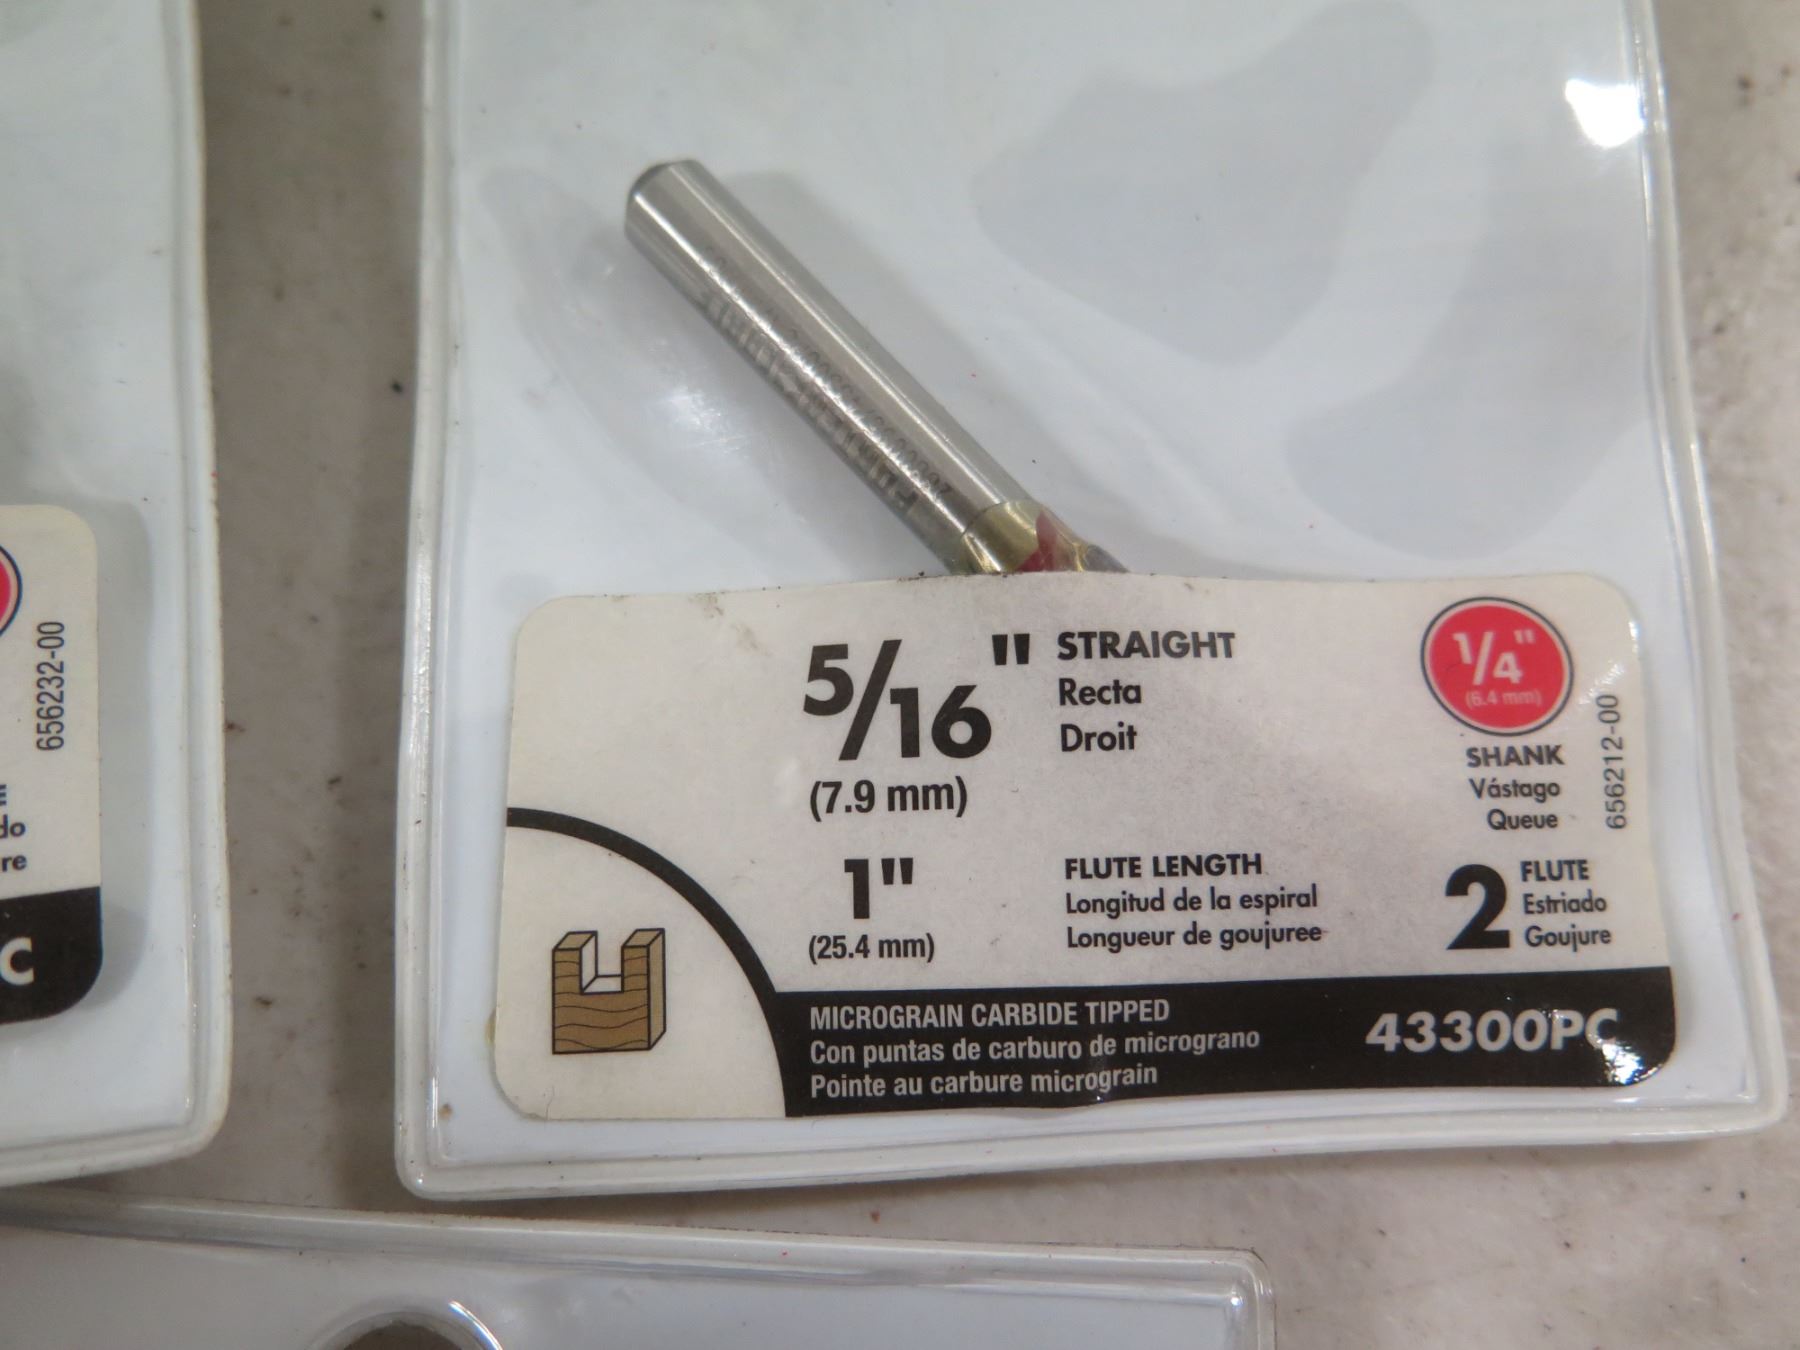 656232-00
do
re
C
5/16" STRAIGHT
Recta
Droit
(7.9 mm)
1/4"
(6.4 mm)
SHANK
Vástago
Queue
656212-00
1" FLUTE LENGTH
(25.4 mm) Longitud de la espiral
Longueur de goujuree
2 FLUTE
Estriado
Goujure
MICROGRAIN CARBIDE TIPPED
Con puntas de carburo de micrograno
Pointe au carbure micrograin
43300PC